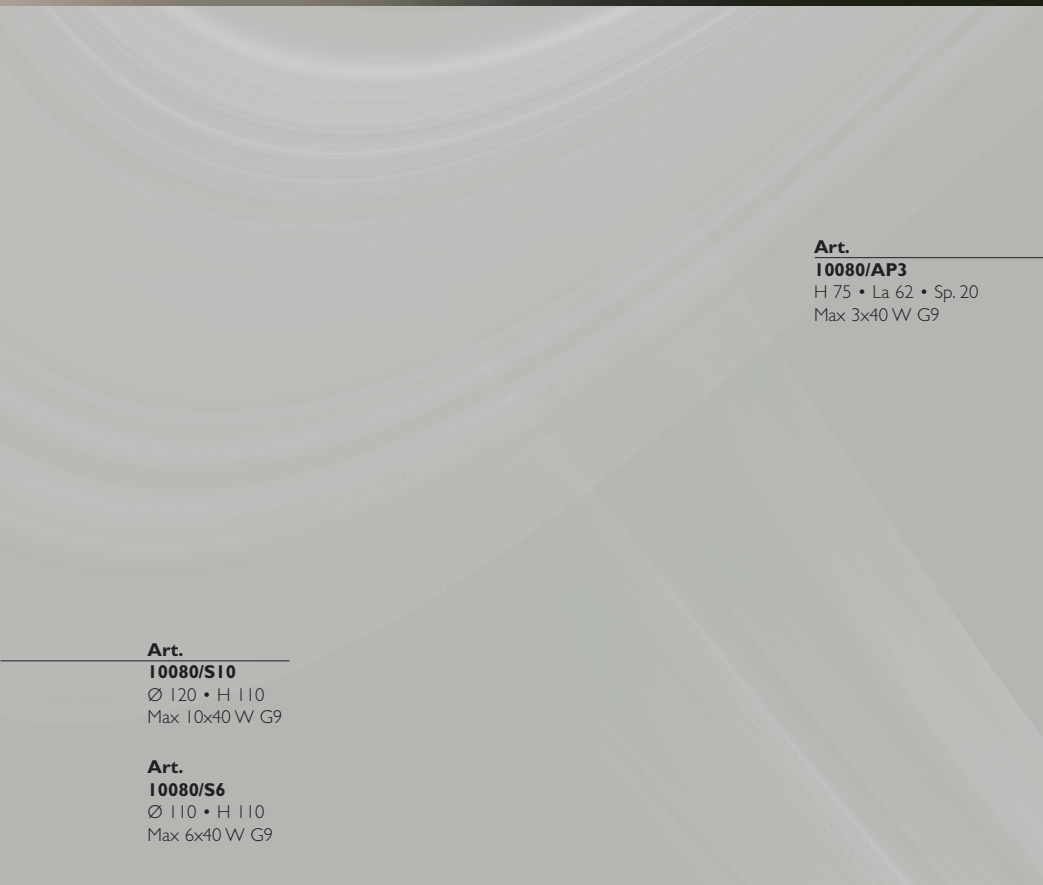 Art.
10080/AP3
H 75 • La 62 • Sp. 20
Max 3x40 W G9
Art.
10080/S10
Ø 120 • H 110
Max 10x40 W G9
Art.
10080/S6
Ø 110 • H 110
Max 6x40 W G9